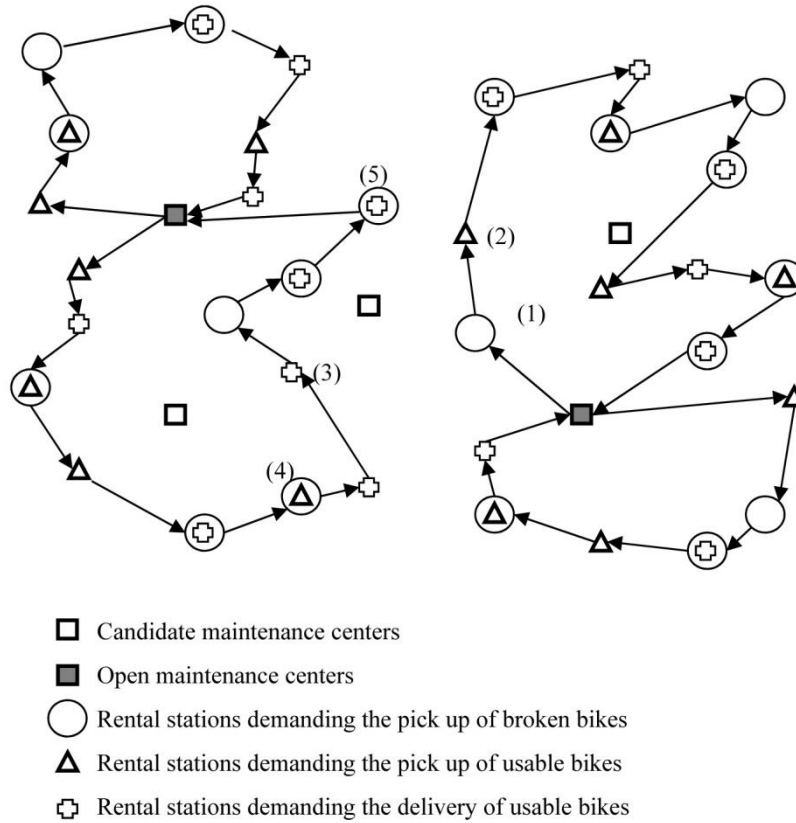 (5)
(2)
(1)
(3)
(4)
Candidate maintenance centers
Open maintenance centers
Rental stations demanding the pick up of broken bikes
Rental stations demanding the pick up of usable bikes
Rental stations demanding the delivery of usable bikes